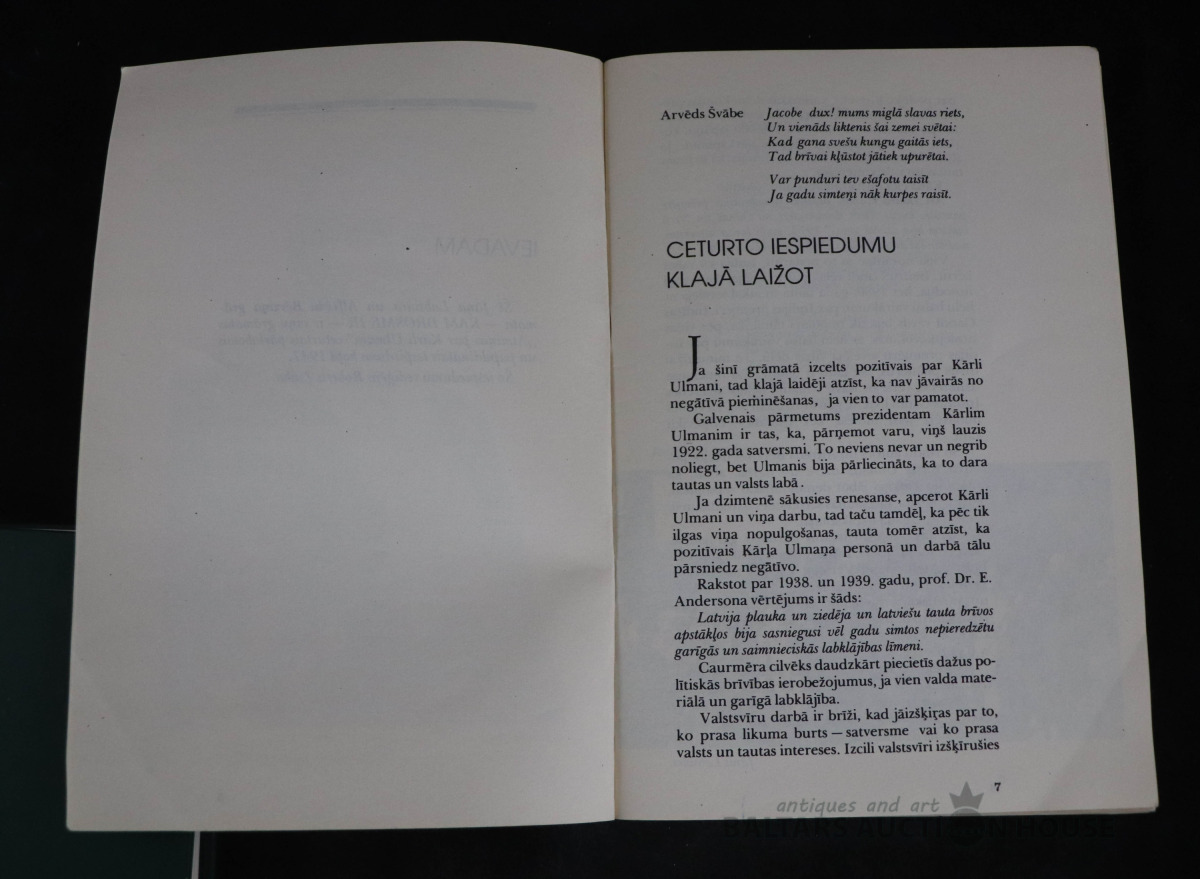 IEVADAM
Arvēds Švābe
Jacobe dux! mums miglā slavas riets,
Un vienāds liktenis šai zemei svētai:
Kad gana svešu kungu gaitās iets,
Tad brīvai kļūstot jātiek upurētai.
Var punduri tev ešafotu taisīt
Ja gadu simteņi nāk kurpes raisīt.
CETURTO IESPIEDUMU
KLAJĀ LAIŽOT
Ja šinī grāmatā izcelts pozitīvais par Kārli
Ulmani, tad klajā laidēji atzīst, ka nav jāvairās no
negātīvā piemīnēšanas, ja vien to var pamatot.
Galvenais pārmetums prezidentam Kārlim
Ulmanim ir tas, ka, pārņemot varu, viņš lauzis
1922. gada satversmi. To neviens nevar un negrib
noliegt, bet Ulmanis bija pārliecināts, ka to dara
tautas un valsts labā.
Ja dzimtenē sākusies renesanse, apcerot Kārli
Ulmani un viņa darbu, tad taču tamdēļ, ka pēc tik
ilgas viņa nopulgošanas, tauta tomēr atzīst, ka
pozitīvais Kārļa Ulmaņa personā un darbā tālu
pārsniedz negātīvo.
Rakstot par 1938. un 1939. gadu, prof. Dr. E.
Andersona vērtējums ir šāds:
Latvija plauka un ziedēja un latviešu tauta brīvos
apstākļos bija sasniegusi vēl gadu simtos nepieredzētu
garīgās un saimnieciskās labklājības līmeni.
Caurmēra cilvēks daudzkārt piecietīs dažus po-
lītiskās brīvības ierobežojumus, ja vien valda mate-
riālā un garīgā labklājība.
Valstsvīru darbā ir brīži, kad jāizšķiŗas par to,
ko prasa likuma burts – satversme vai ko prasa
valsts un tautas intereses. Izcili valstsvīri izšķīrušies
7
antiques and art
BALTARS AUCTION HOUSE